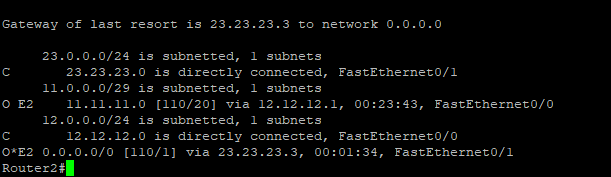 Gateway of last resort is 23.23.23.3 to network 0.0.0.0
     23.0.0.0/24 is subnetted, 1 subnets
C       23.23.23.0 is directly connected, FastEthernet0/1
     11.0.0.0/29 is subnetted, 1 subnets
O E2    11.11.11.0 [110/20] via 12.12.12.1, 00:23:43, FastEthernet0/0
     12.0.0.0/24 is subnetted, 1 subnets
C       12.12.12.0 is directly connected, FastEthernet0/0
O*E2 0.0.0.0/0 [110/1] via 23.23.23.3, 00:01:34, FastEthernet0/1
Router2#